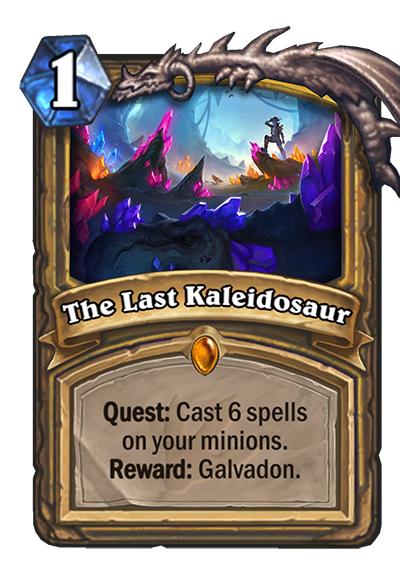 1
The Last Kaleidosaur
Quest: Cast 6 spells
on your minions.
Reward: Galvadon.